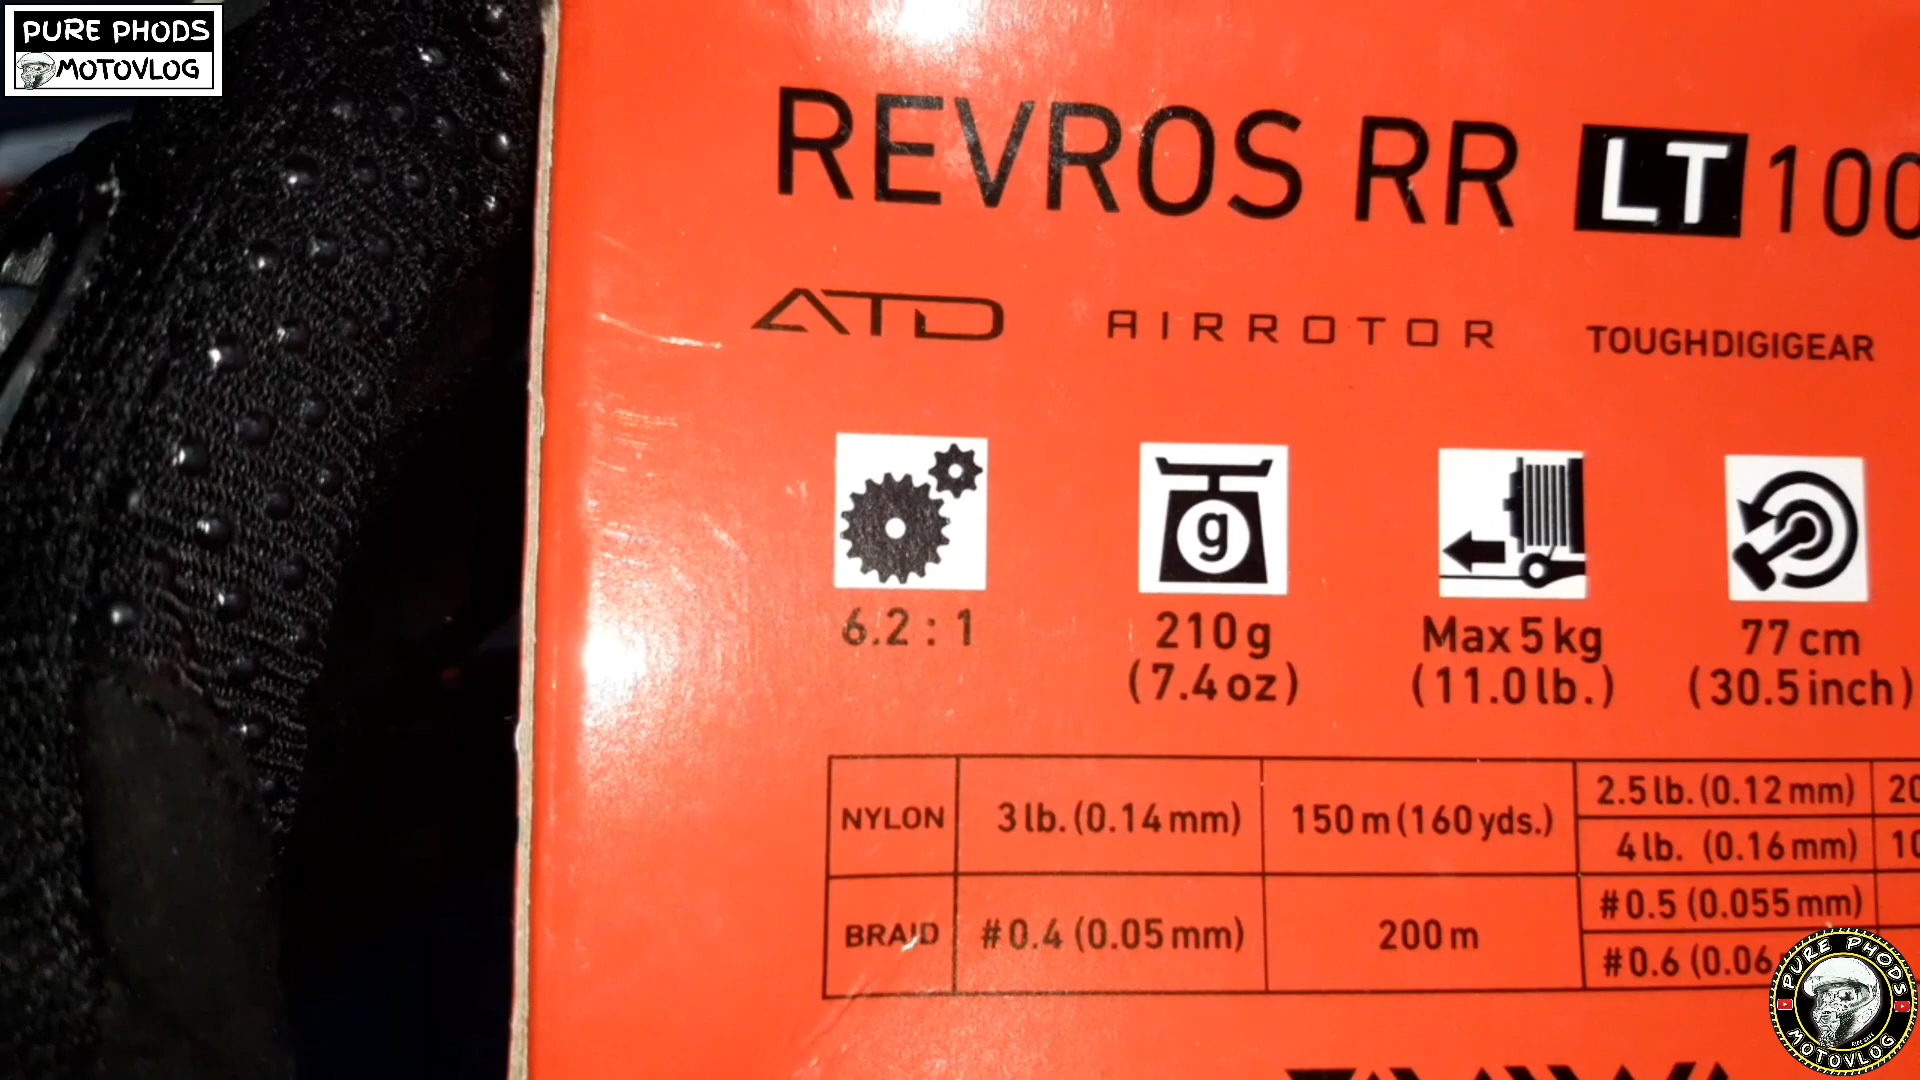 PURE PHODS
MOTOVLOG
REVROS RR LT 100
ATD AIRROTOR TOUGHDIGIGEAR
g
6.2 : 1 210 g Max 5 kg 77 cm
(7.4 oz) (11.0 lb.) (30.5 inch)
NYLON 3 lb. (0.14 mm) 150 m (160 yds.) 2.5 lb. (0.12 mm) 20
4 lb. (0.16 mm) 10
BRAID #0.4 (0.05 mm) 200 m #0.5 (0.055 mm)
#0.6 (0.06
PURE PHODS
MOTOVLOG